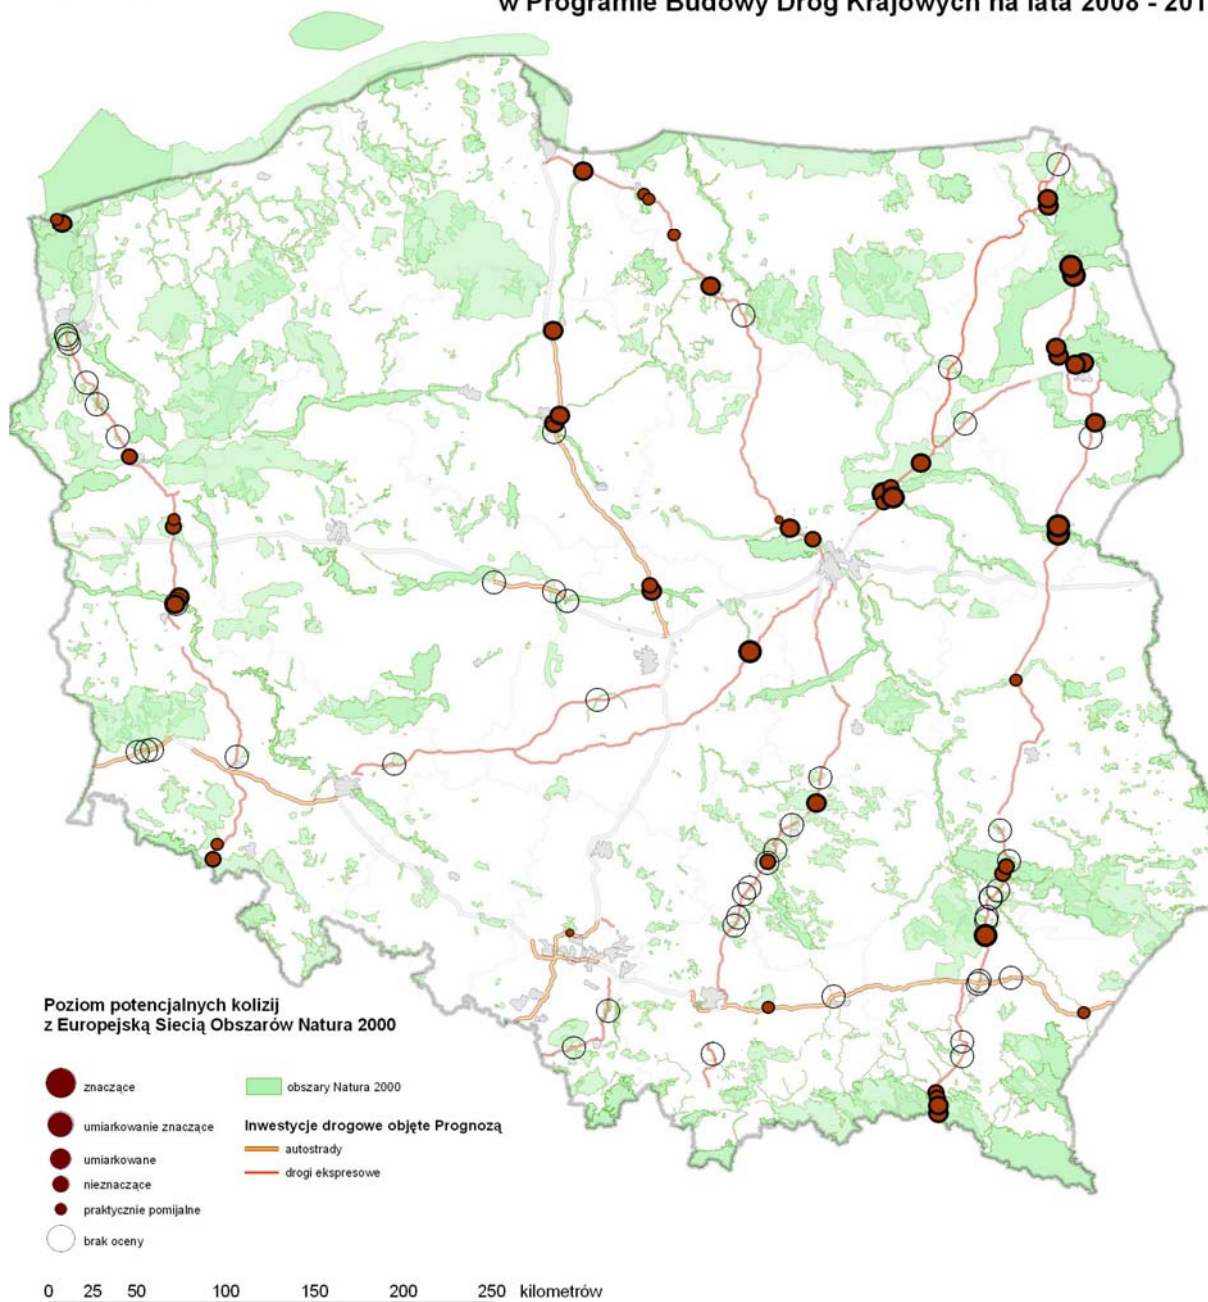 w Programie Budowy Dróg Krajowych na lata 2008 - 201
Poziom potencjalnych kolizji
z Europejską Siecią Obszarów Natura 2000
znaczące
umiarkowanie znaczące
umiarkowane
nieznaczące
praktycznie pomijalne
brak oceny
obszary Natura 2000
Inwestycje drogowe objęte Prognozą
autostrady
drogi ekspresowe
0 25 50 100 150 200 250 kilometrów